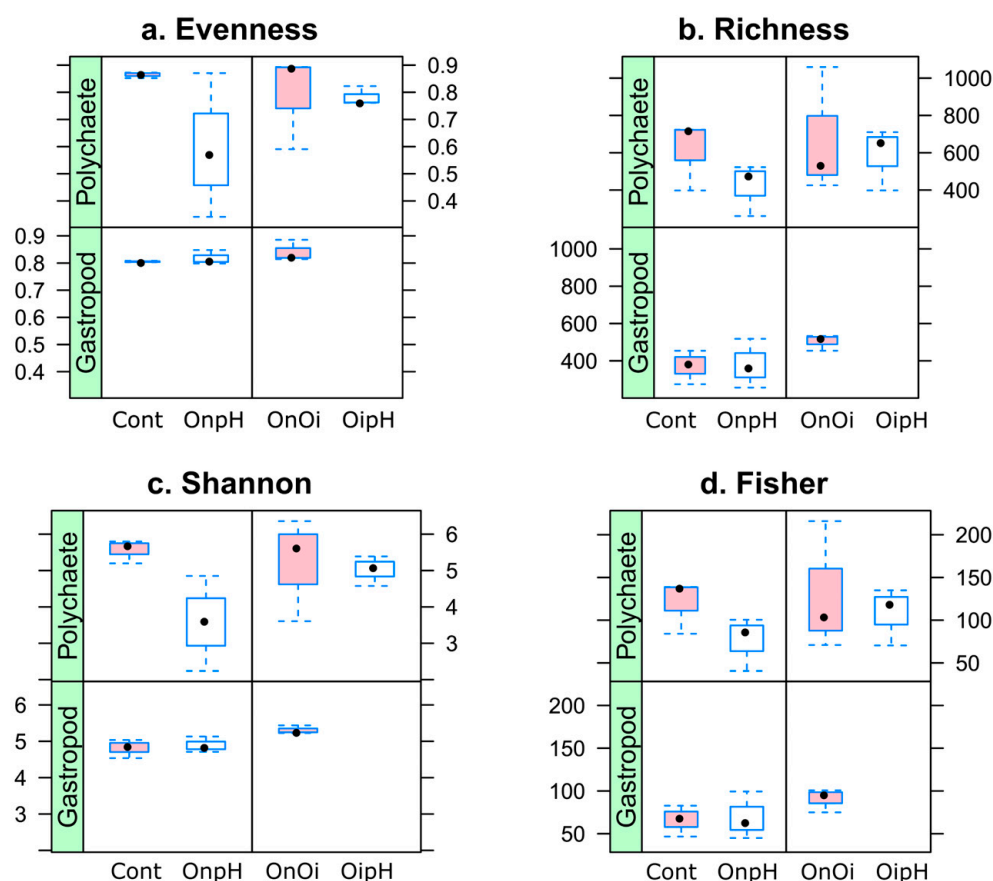 a. Evenness
Polychaete
0.9
0.8
0.7
0.6
0.5
0.4
Gastropod
0.9
0.8
0.7
0.6
0.5
0.4
Cont OnpH OnOi OipH
b. Richness
Polychaete
1000
800
600
400
Gastropod
1000
800
600
400
Cont OnpH OnOi OipH
c. Shannon
Polychaete
6
5
4
3
Gastropod
6
5
4
3
Cont OnpH OnOi OipH
d. Fisher
Polychaete
200
150
100
50
Gastropod
200
150
100
50
Cont OnpH OnOi OipH